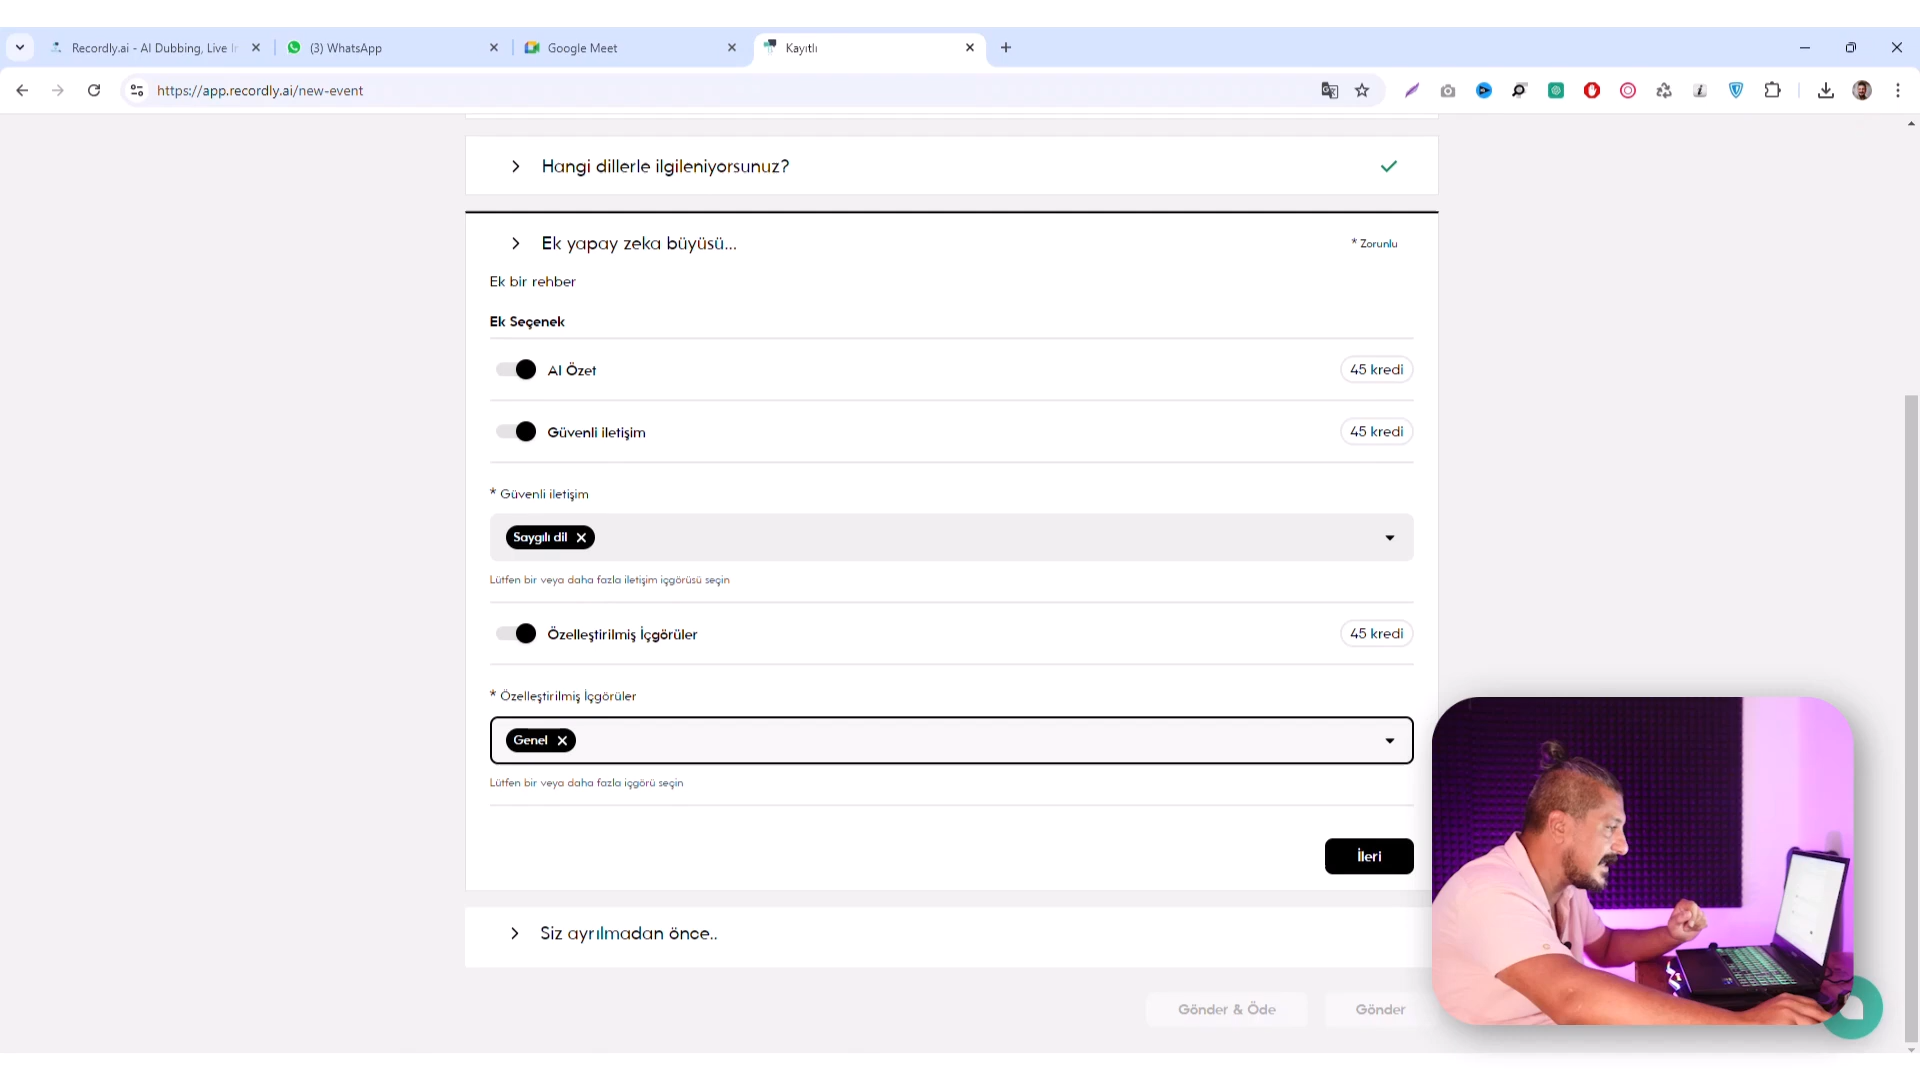 Recordly.ai - AI Dubbing, Live Ir
(3) WhatsApp
Google Meet
Kayıtlı
https://app.recordly.ai/new-event
Hangi dillerle ilgileniyorsunuz?
Ek yapay zeka büyüsü...
* Zorunlu
Ek bir rehber
Ek Seçenek
AI Özet
45 kredi
Güvenli iletişim
45 kredi
* Güvenli iletişim
Saygılı dil
Lütfen bir veya daha fazla iletişim içgörüsü seçin
Özelleştirilmiş İçgörüler
45 kredi
* Özelleştirilmiş İçgörüler
Genel
Lütfen bir veya daha fazla içgörü seçin
İleri
Siz ayrılmadan önce..
Gönder & Öde
Gönder